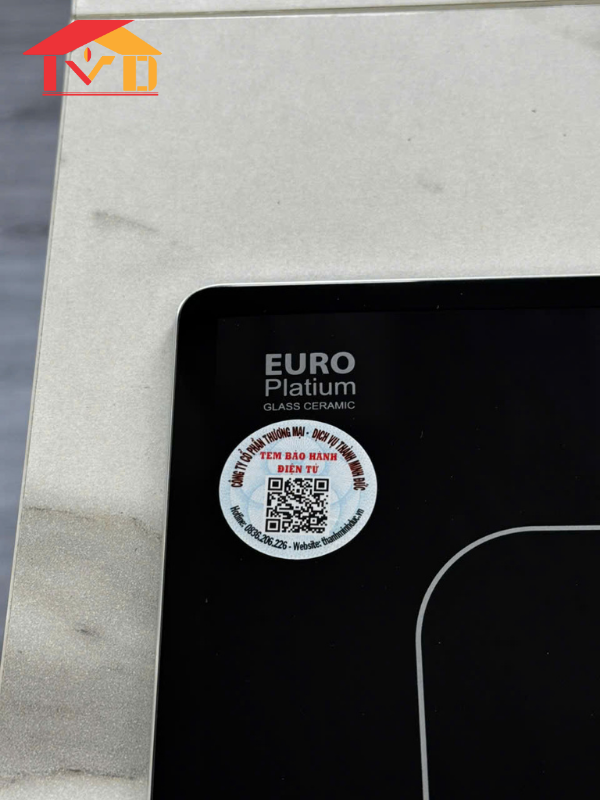 VD
EURO
Platium
GLASS CERAMIC
CÔNG TY CỔ PHẦN THƯƠNG MẠI - DỊCH VỤ THÀNH MINH ĐỨC
TEM BẢO HÀNH
ĐIỆN TỬ
Hotline: 0836.206.226 - Website: thanhminhduc.vn